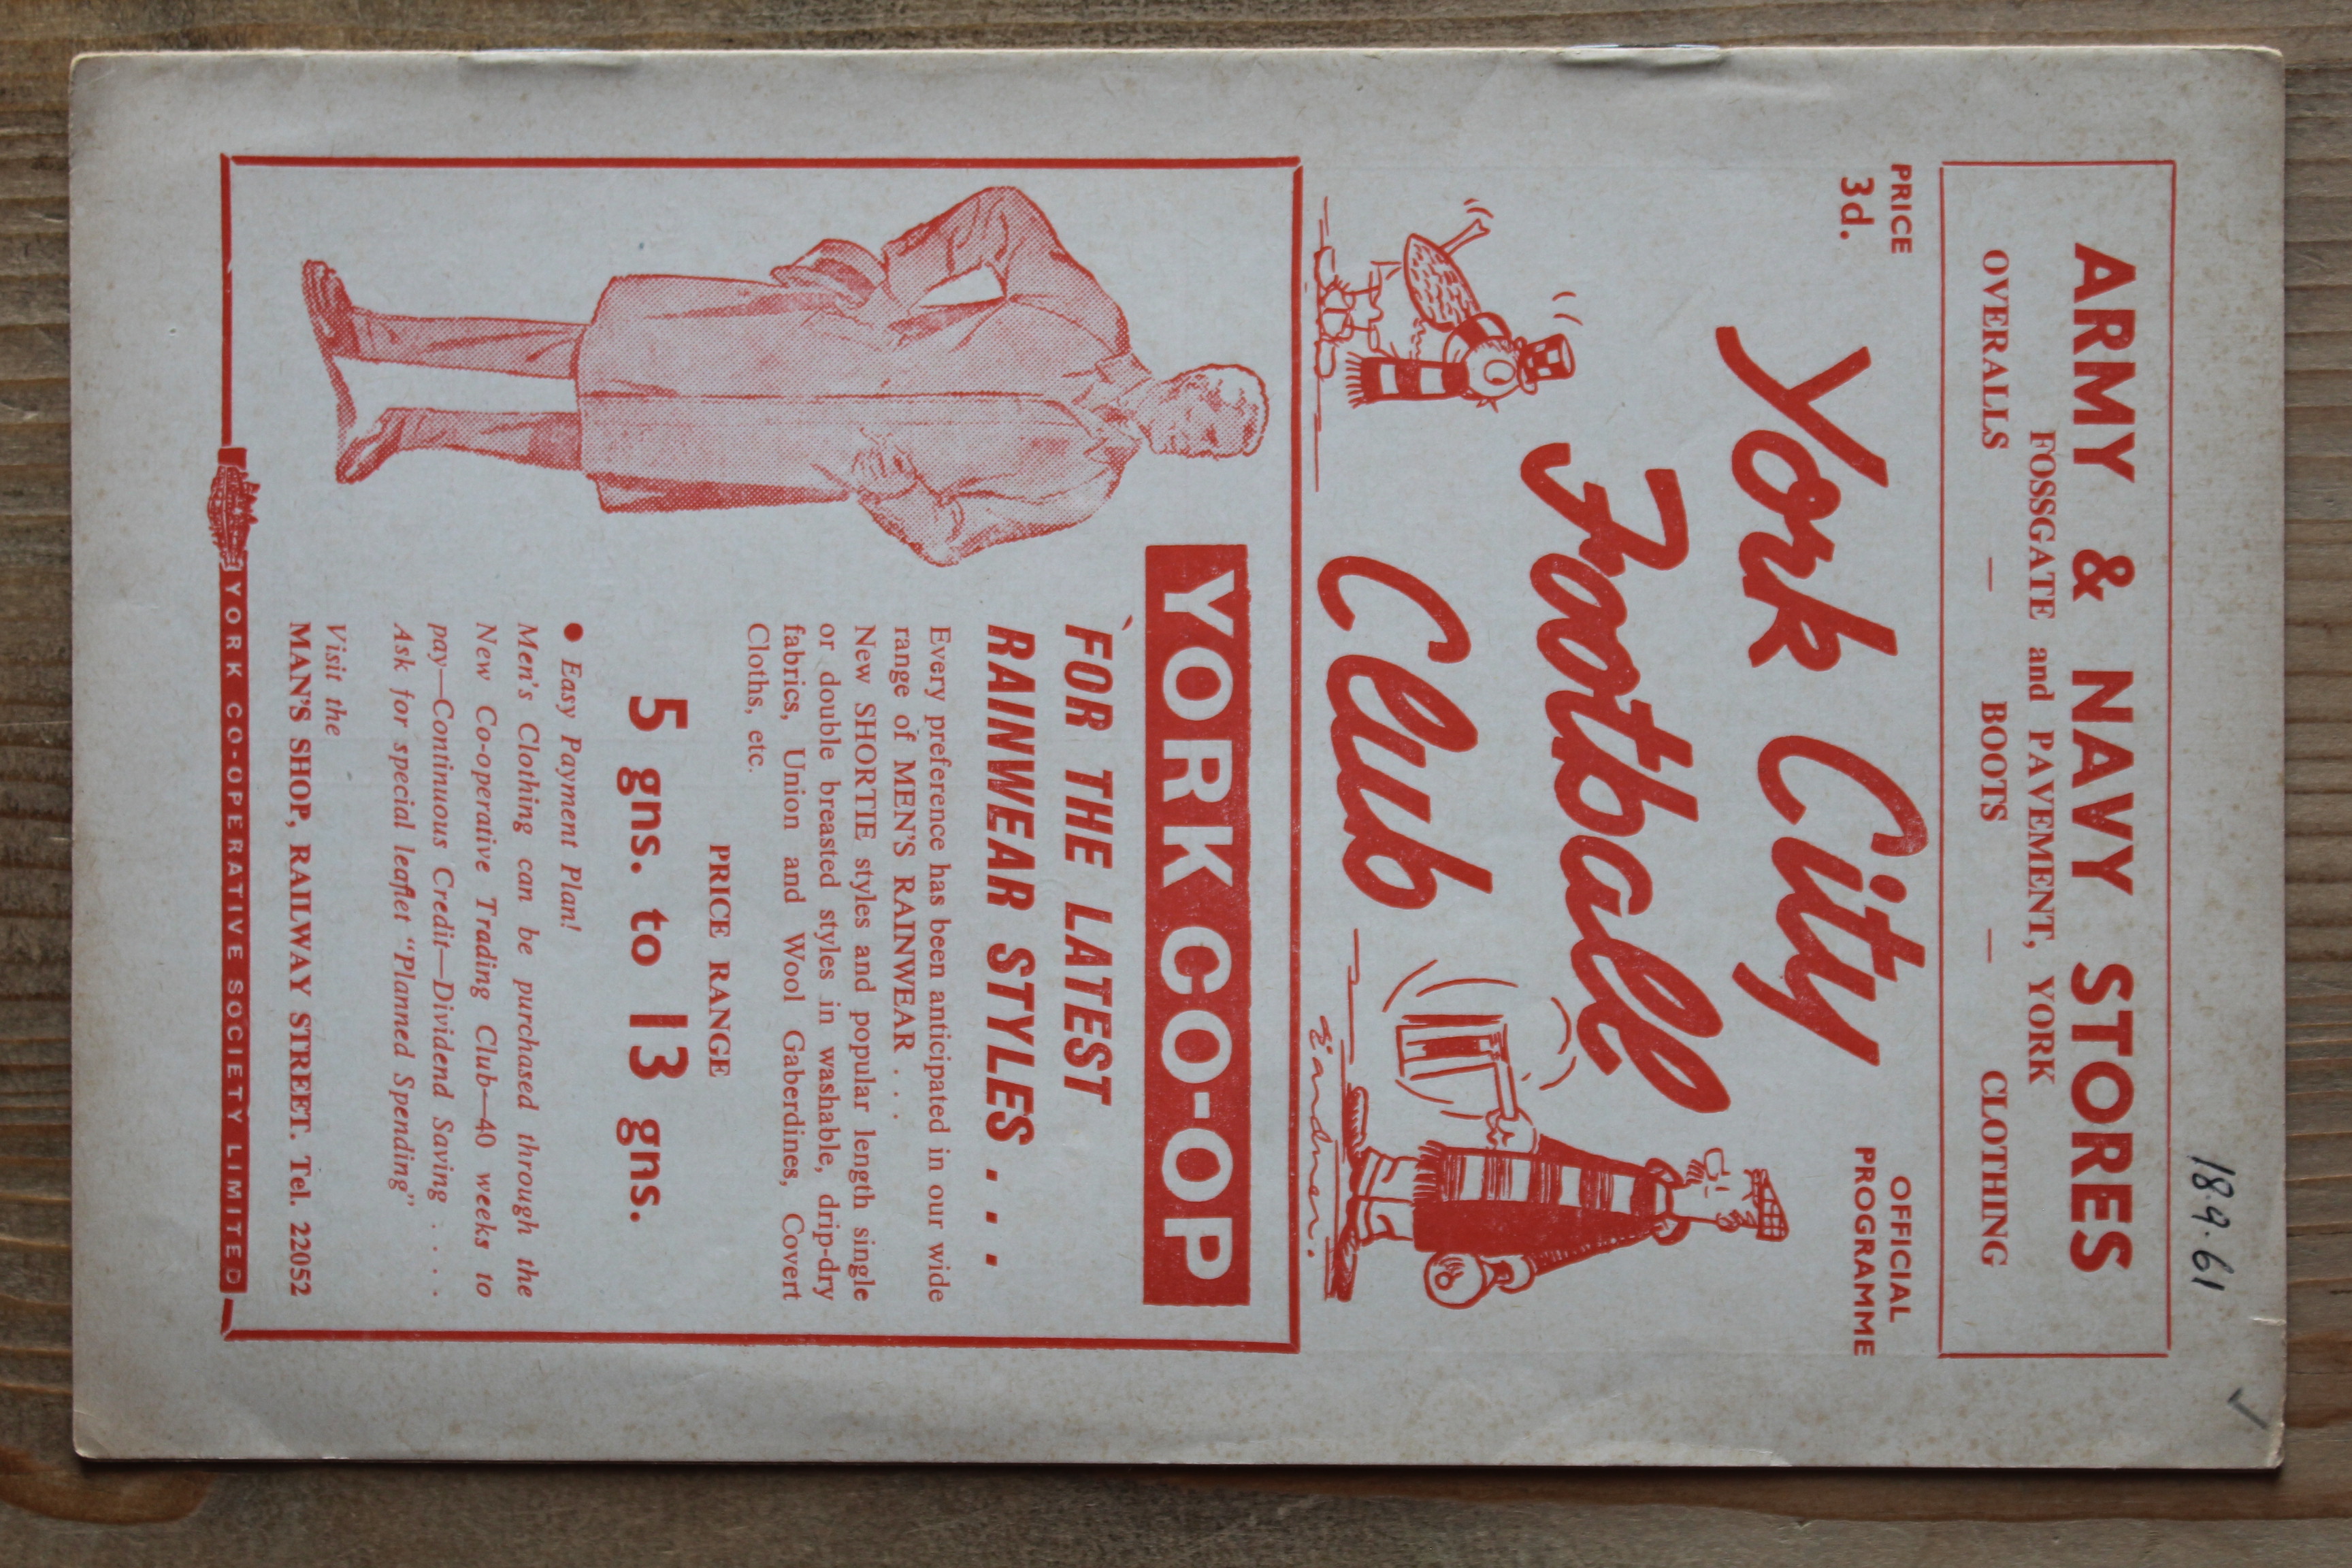 18.9.61
ARMY & NAVY STORES
FOSSGATE and PAVEMENT, YORK
OVERALLS — BOOTS — CLOTHING
PRICE
3d.
OFFICIAL
PROGRAMME
York City
Football
Club
Gardner.
YORK CO-OP
FOR THE LATEST
RAINWEAR STYLES . . .
Every preference has been anticipated in our wide
range of MEN'S RAINWEAR . . .
New SHORTIE styles and popular length single
or double breasted styles in washable, drip-dry
fabrics, Union and Wool Gaberdines, Covert
Cloths, etc.
PRICE RANGE
5 gns. to 13 gns.
● Easy Payment Plan!
Men's Clothing can be purchased through the
New Co-operative Trading Club—40 weeks to
pay—Continuous Credit—Dividend Saving . . . .
Ask for special leaflet "Planned Spending"
Visit the
MAN'S SHOP, RAILWAY STREET. Tel. 22052
YORK CO-OPERATIVE SOCIETY LIMITED